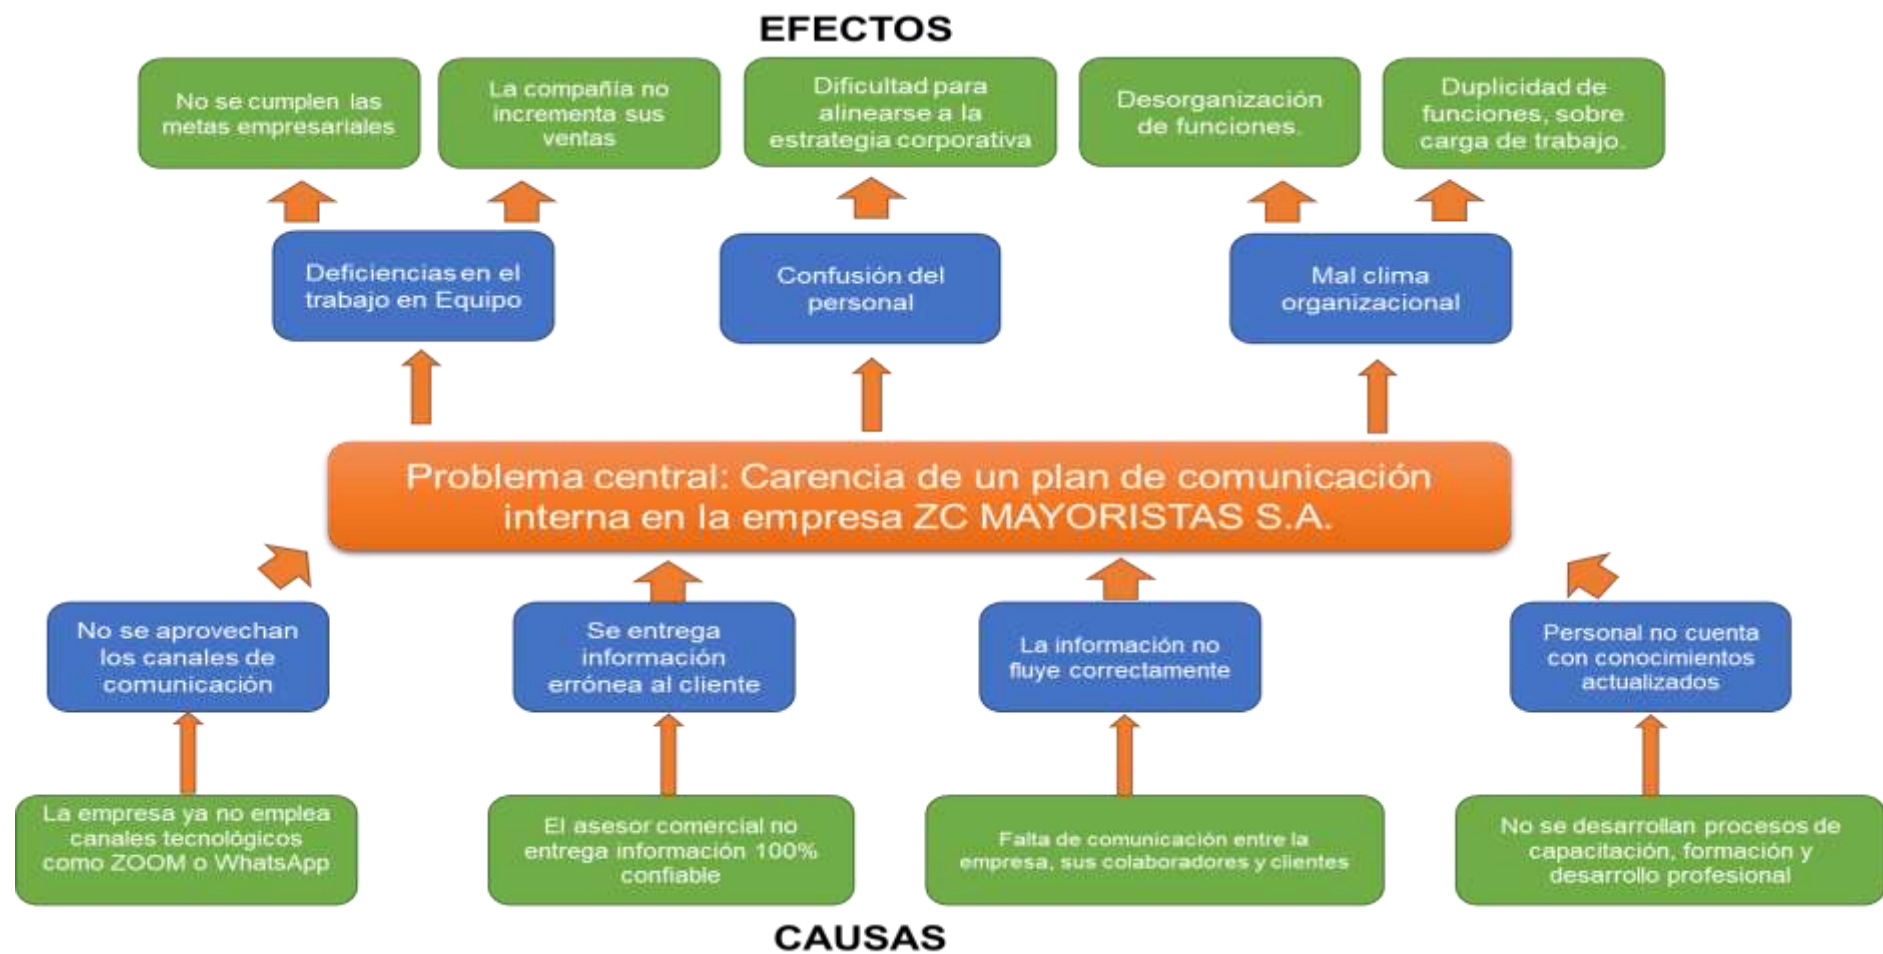 EFECTOS
No se cumplen las
metas empresariales
La compañía no
incrementa sus
ventas
Dificultad para
alinearse a la
estrategia corporativa
Desorganización
de funciones.
Duplicidad de
funciones, sobre
carga de trabajo.
Deficiencias en el
trabajo en Equipo
Confusión del
personal
Mal clima
organizacional
Problema central: Carencia de un plan de comunicación
interna en la empresa ZC MAYORISTAS S.A.
No se aprovechan
los canales de
comunicación
Se entrega
información
errónea al cliente
La información no
fluye correctamente
Personal no cuenta
con conocimientos
actualizados
La empresa ya no emplea
canales tecnológicos
como ZOOM o WhatsApp
El asesor comercial no
entrega información 100%
confiable
Falta de comunicación entre la
empresa, sus colaboradores y clientes
No se desarrollan procesos de
capacitación, formación y
desarrollo profesional
CAUSAS